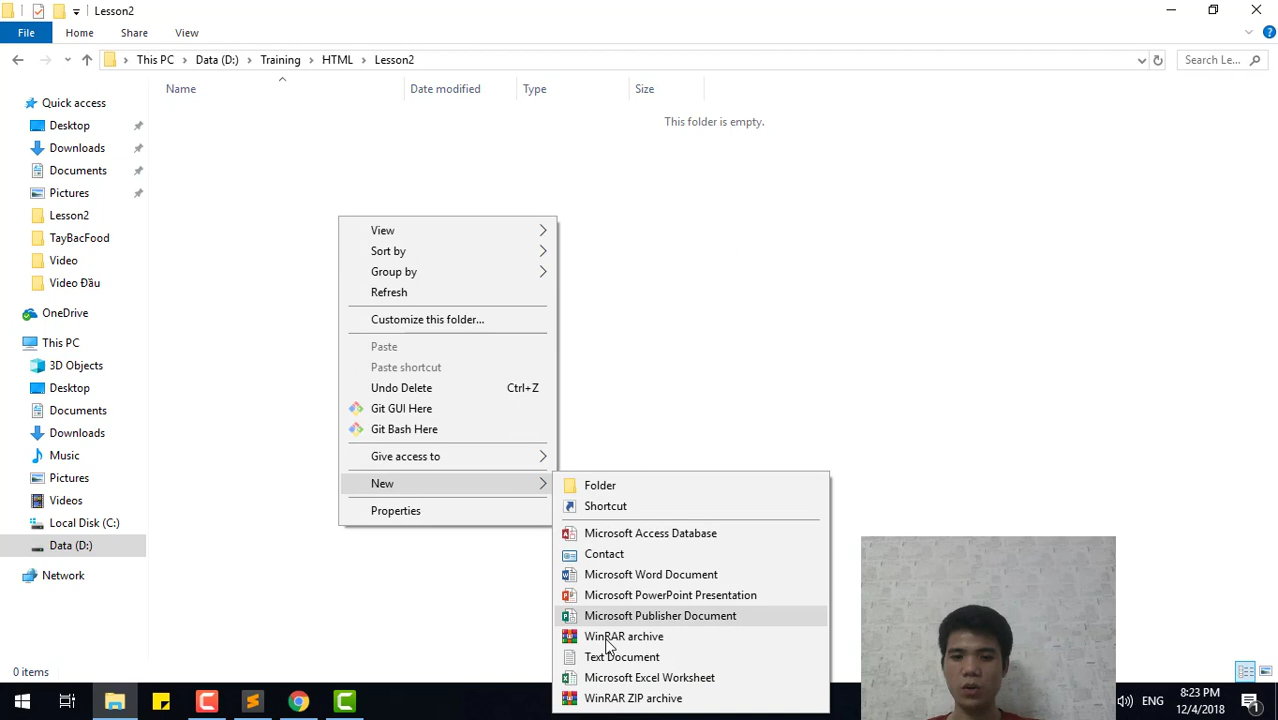 Lesson2
File Home Share View
This PC Data (D:) Training HTML Lesson2 Search Le...
Name Date modified Type Size
This folder is empty.
Quick access
Desktop
Downloads
Documents
Pictures
Lesson2
TayBacFood
Video
Video Đầu
OneDrive
This PC
3D Objects
Desktop
Documents
Downloads
Music
Pictures
Videos
Local Disk (C:)
Data (D:)
Network
View
Sort by
Group by
Refresh
Customize this folder...
Paste
Paste shortcut
Undo Delete Ctrl+Z
Git GUI Here
Git Bash Here
Give access to
New
Properties
Folder
Shortcut
Microsoft Access Database
Contact
Microsoft Word Document
Microsoft PowerPoint Presentation
Microsoft Publisher Document
WinRAR archive
Text Document
Microsoft Excel Worksheet
WinRAR ZIP archive
0 items
ENG
8:23 PM
12/4/2018
1